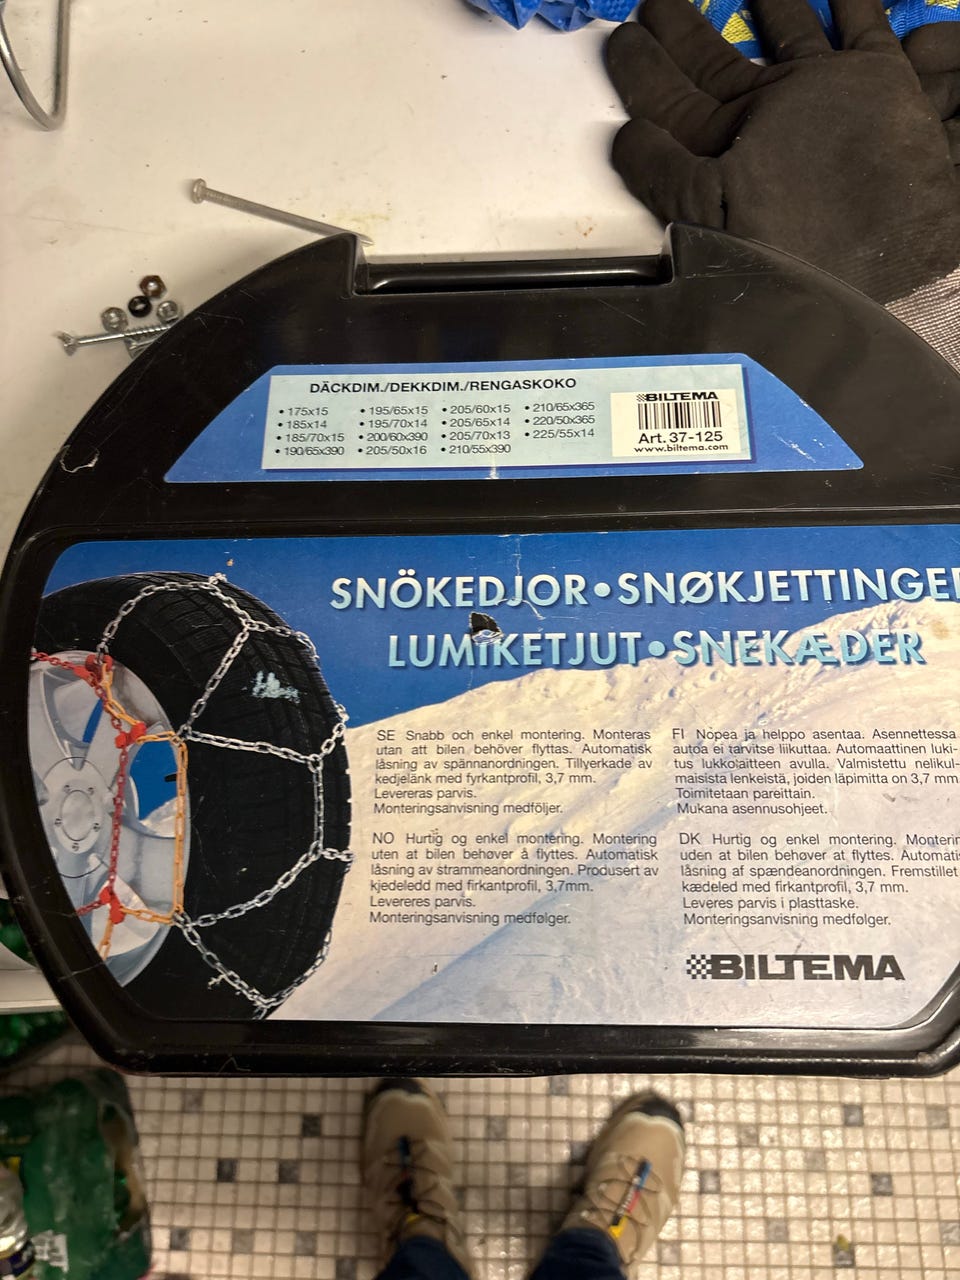 DÄCKDIM./DEKKDIM./RENGASKOKO
• 175x15
• 185x14
• 185/70x15
• 190/65x390
• 195/65x15
• 195/70x14
• 200/60x390
• 205/50x16
• 205/60x15
• 205/65x14
• 205/70x13
• 210/55x390
• 210/65x365
• 220/50x365
• 225/55x14
BILTEMA
Art. 37-125
www.biltema.com
SNÖKEDJOR • SNØKJETTINGER
LUMIKETJUT • SNEKÆDER
SE Snabb och enkel montering. Monteras
utan att bilen behöver flyttas. Automatisk
låsning av spännanordningen. Tillyerkade av
kedjelänk med fyrkantprofil, 3,7 mm.
Levereras parvis.
Monteringsanvisning medföljer.
FI Nopea ja helppo asentaa. Asennettessa
autoa ei tarvitse liikuttaa. Automaattinen luki-
tus lukkolaitteen avulla. Valmistettu nelikul-
maisista lenkeistä, joiden läpimitta on 3,7 mm.
Toimitetaan pareittain.
Mukana asennusohjeet.
NO Hurtig og enkel montering. Montering
uten at bilen behøver å flyttes. Automatisk
låsning av strammeanordningen. Produsert av
kjedeledd med firkantprofil, 3,7mm.
Levereres parvis.
Monteringsanvisning medfølger.
DK Hurtig og enkel montering. Monterin
uden at bilen behøver at flyttes. Automatis
låsning af spændeanordningen. Fremstillet
kædeled med firkantprofil, 3,7 mm.
Leveres parvis i plasttaske.
Monteringsanvisning medfølger.
BILTEMA